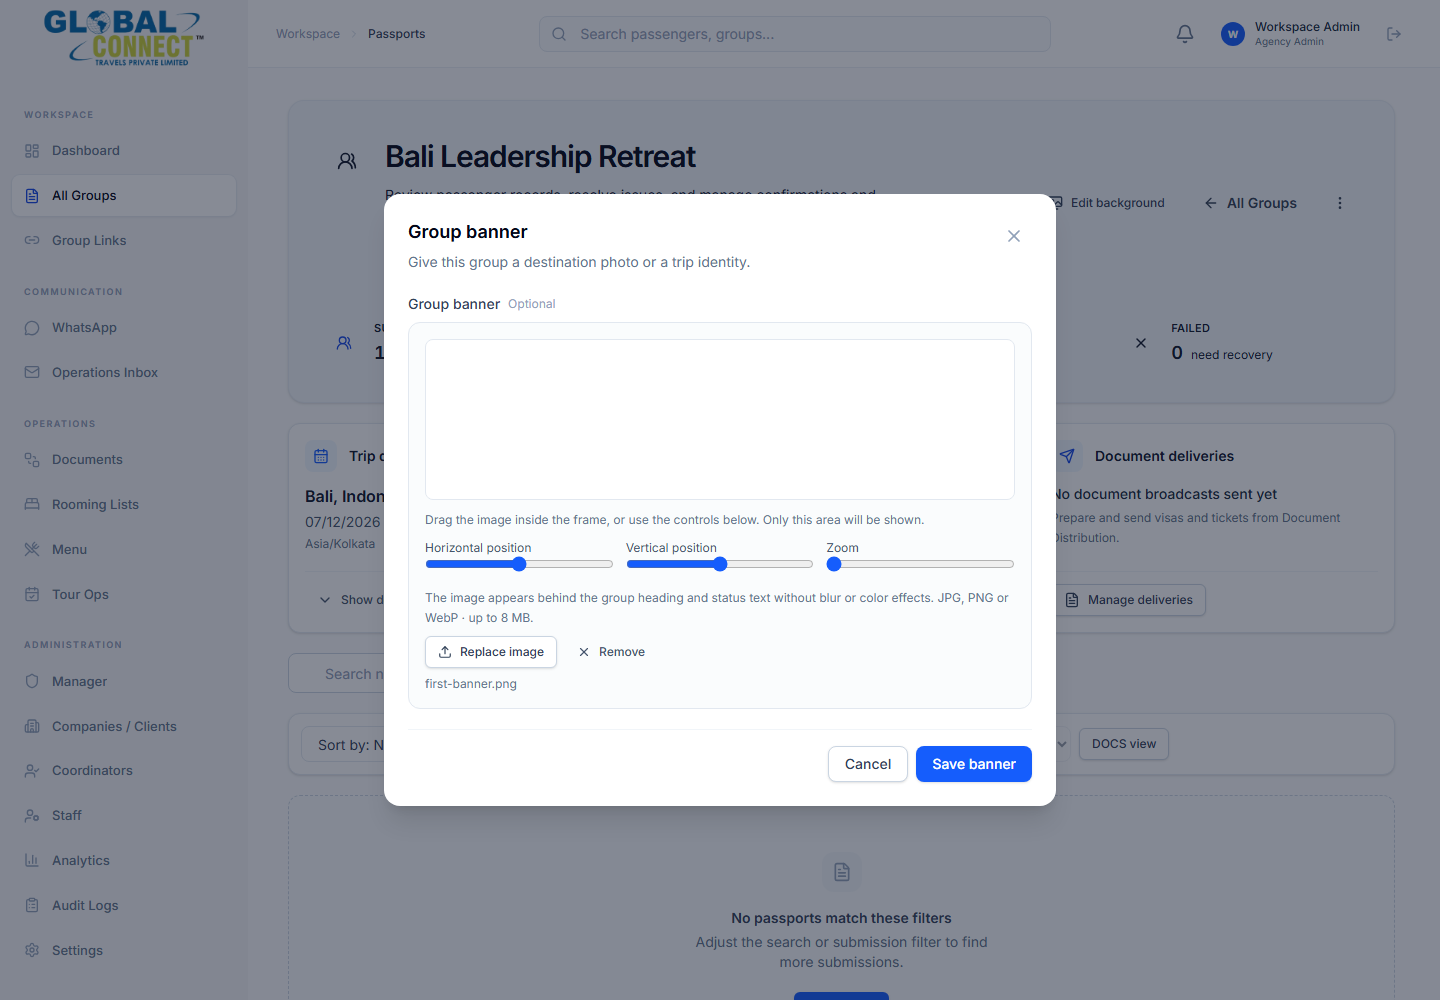 GLOBAL
CONNECT™
TRAVELS PRIVATE LIMITED
Workspace
Passports
Search passengers, groups...
W
Workspace Admin
Agency Admin
WORKSPACE
Dashboard
All Groups
Group Links
COMMUNICATION
WhatsApp
Operations Inbox
OPERATIONS
Documents
Rooming Lists
Menu
Tour Ops
ADMINISTRATION
Manager
Companies / Clients
Coordinators
Staff
Analytics
Audit Logs
Settings
Bali Leadership Retreat
Edit background
All Groups
FAILED
0 need recovery
Trip
Bali,
07/12/2026
Asia/Kolkata
Show
Document deliveries
No document broadcasts sent yet
Prepare and send visas and tickets from Document
Distribution.
Manage deliveries
Search
Sort by:
DOCS view
No passports match these filters
Adjust the search or submission filter to find
more submissions.
Group banner
Give this group a destination photo or a trip identity.
Group banner Optional
Drag the image inside the frame, or use the controls below. Only this area will be shown.
Horizontal position
Vertical position
Zoom
The image appears behind the group heading and status text without blur or color effects. JPG, PNG or
WebP · up to 8 MB.
Replace image
Remove
first-banner.png
Cancel
Save banner